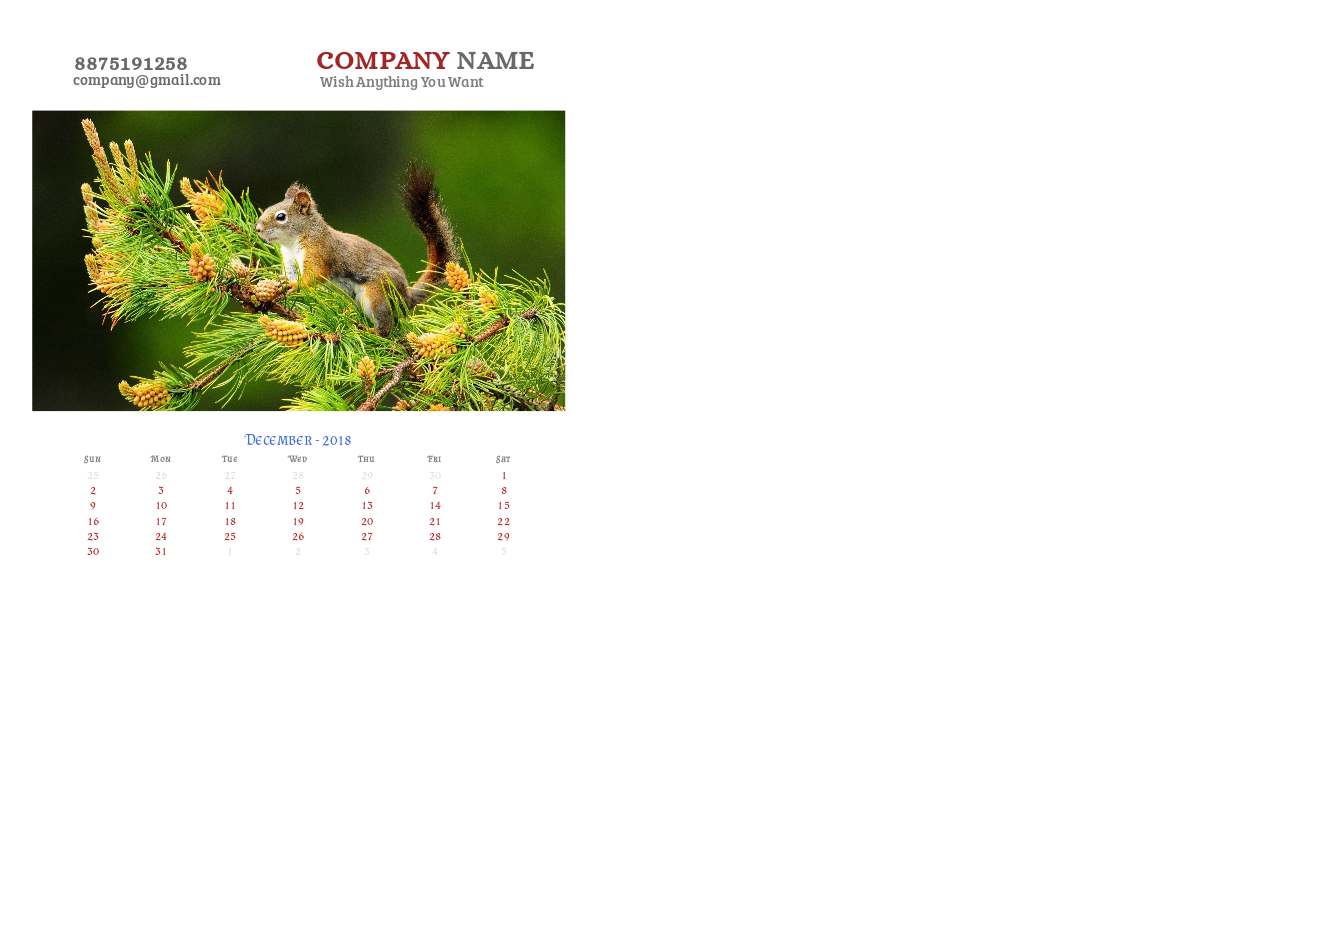 8875191258
company@gmail.com
COMPANY NAME
Wish Anything You Want
December - 2018
Sun Mon Tue Wed Thu Fri Sat
25 26 27 28 29 30 1
2 3 4 5 6 7 8
9 10 11 12 13 14 15
16 17 18 19 20 21 22
23 24 25 26 27 28 29
30 31 1 2 3 4 5